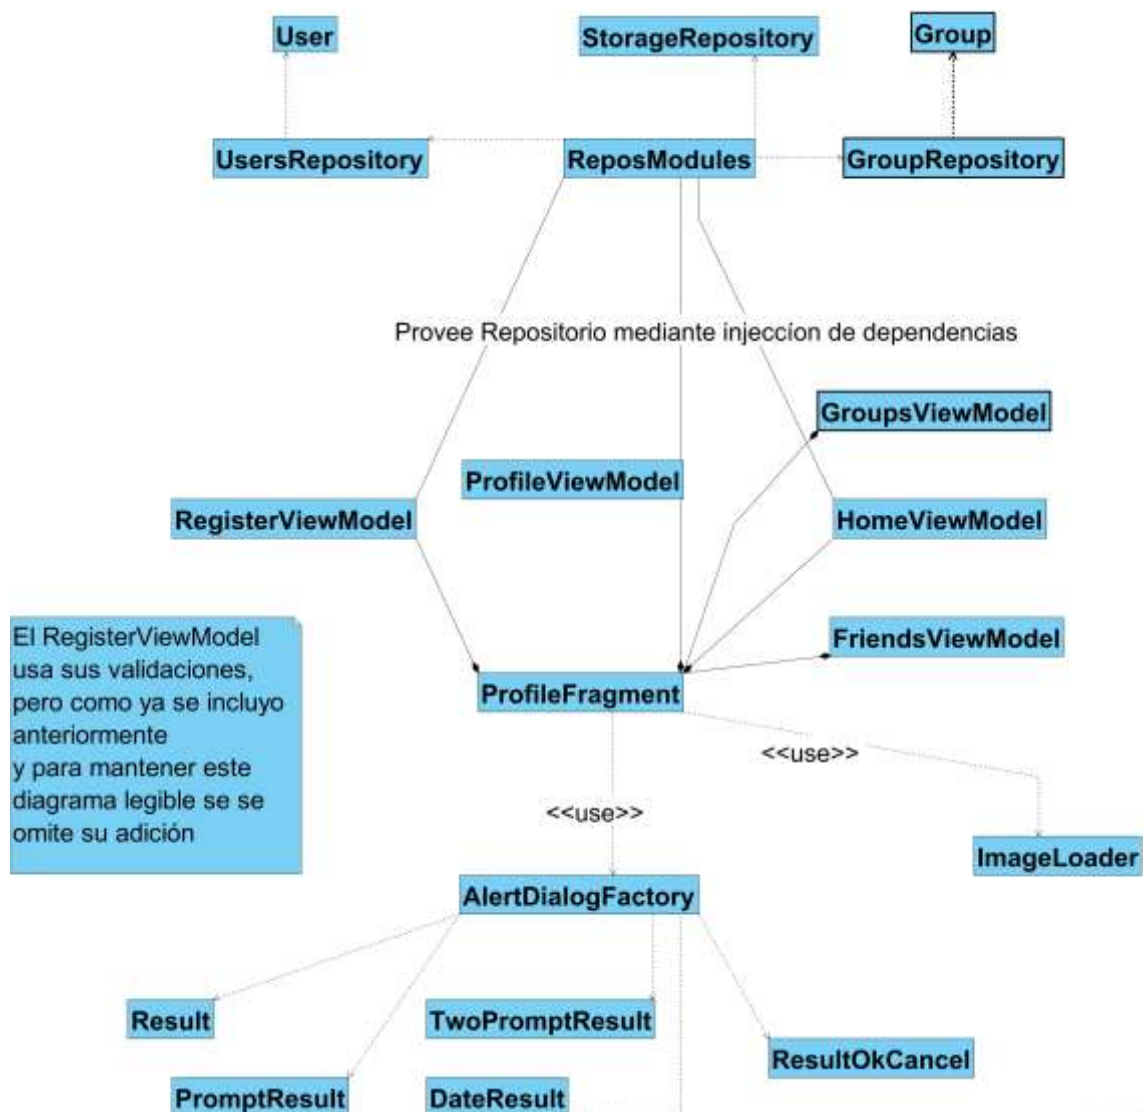 User
StorageRepository
Group
UsersRepository
ReposModules
GroupRepository
Provee Repositorio mediante injeccion de dependencias
GroupsViewModel
ProfileViewModel
RegisterViewModel
HomeViewModel
El RegisterViewModel
usa sus validaciones,
pero como ya se incluyo
anteriormente
y para mantener este
diagrama legible se se
omite su adición
FriendsViewModel
ProfileFragment
<<use>>
<<use>>
ImageLoader
AlertDialogFactory
Result
TwoPromptResult
ResultOkCancel
PromptResult
DateResult